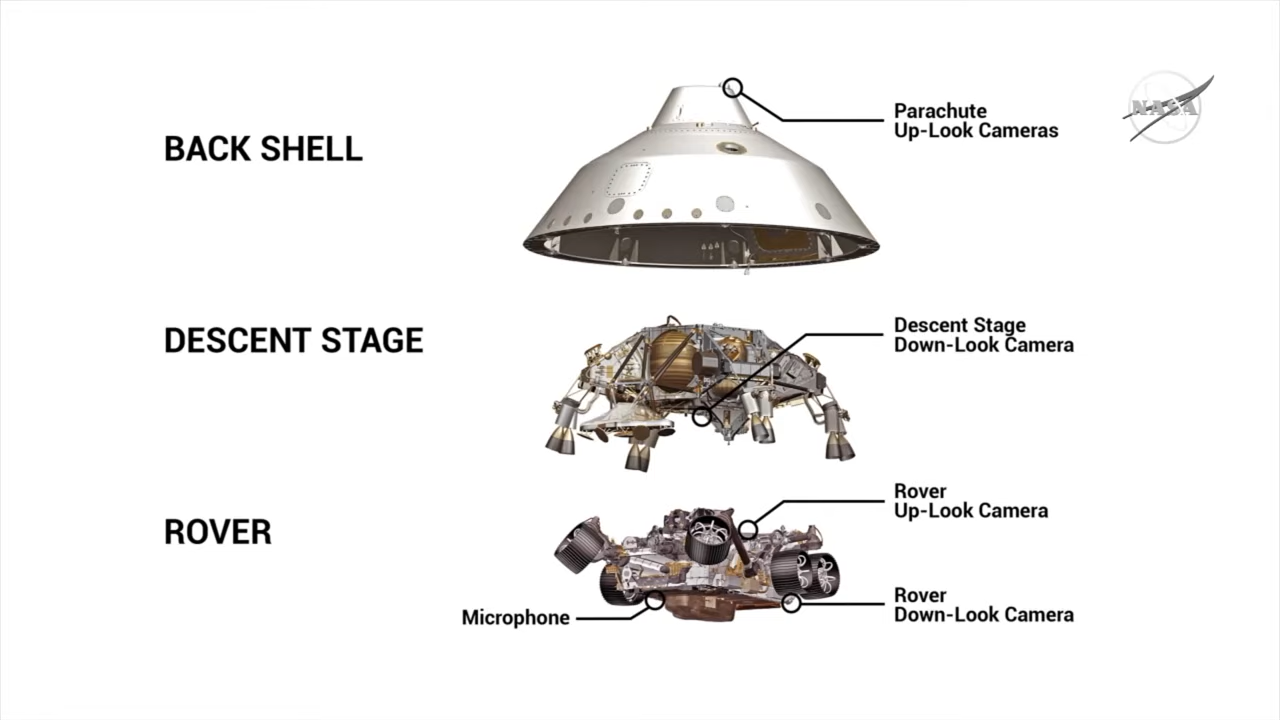 BACK SHELL
Parachute
Up-Look Cameras
NASA
DESCENT STAGE
Descent Stage
Down-Look Camera
ROVER
Rover
Up-Look Camera
Microphone
Rover
Down-Look Camera